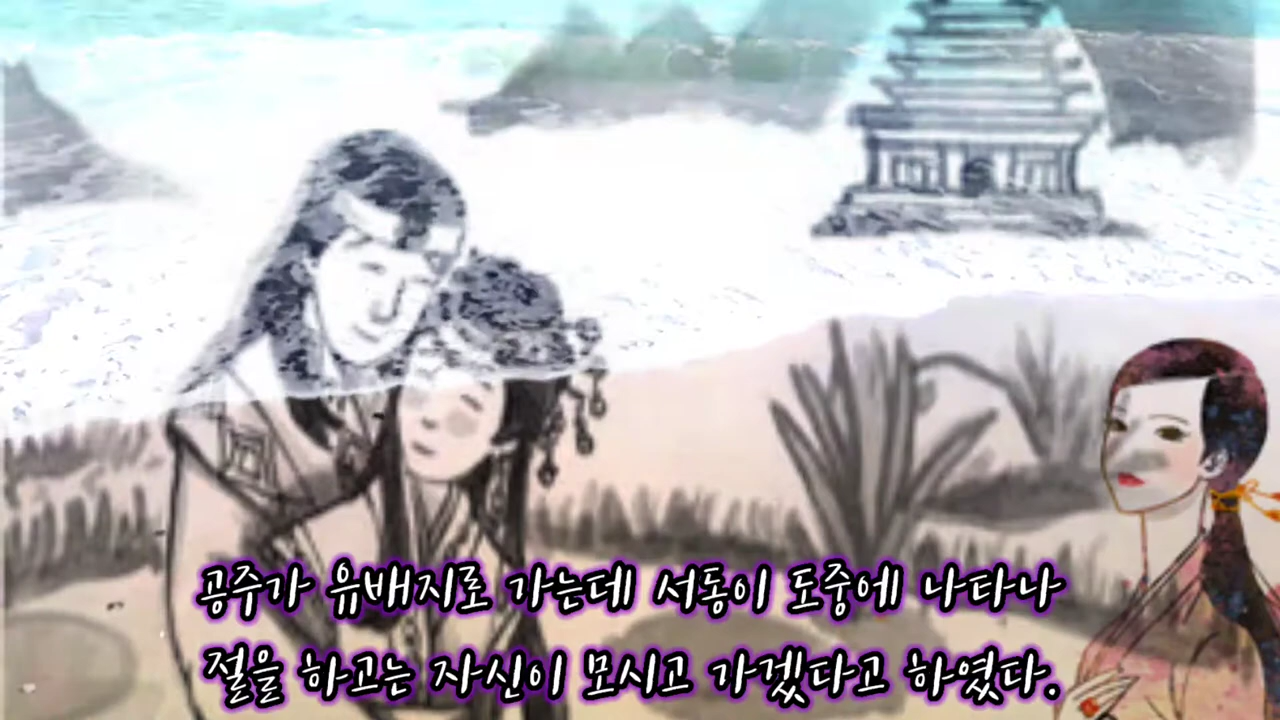 공주가 유배지로 가는데 서동이 도중에 나타나
절을 하고는 자신이 모시고 가겠다고 하였다.